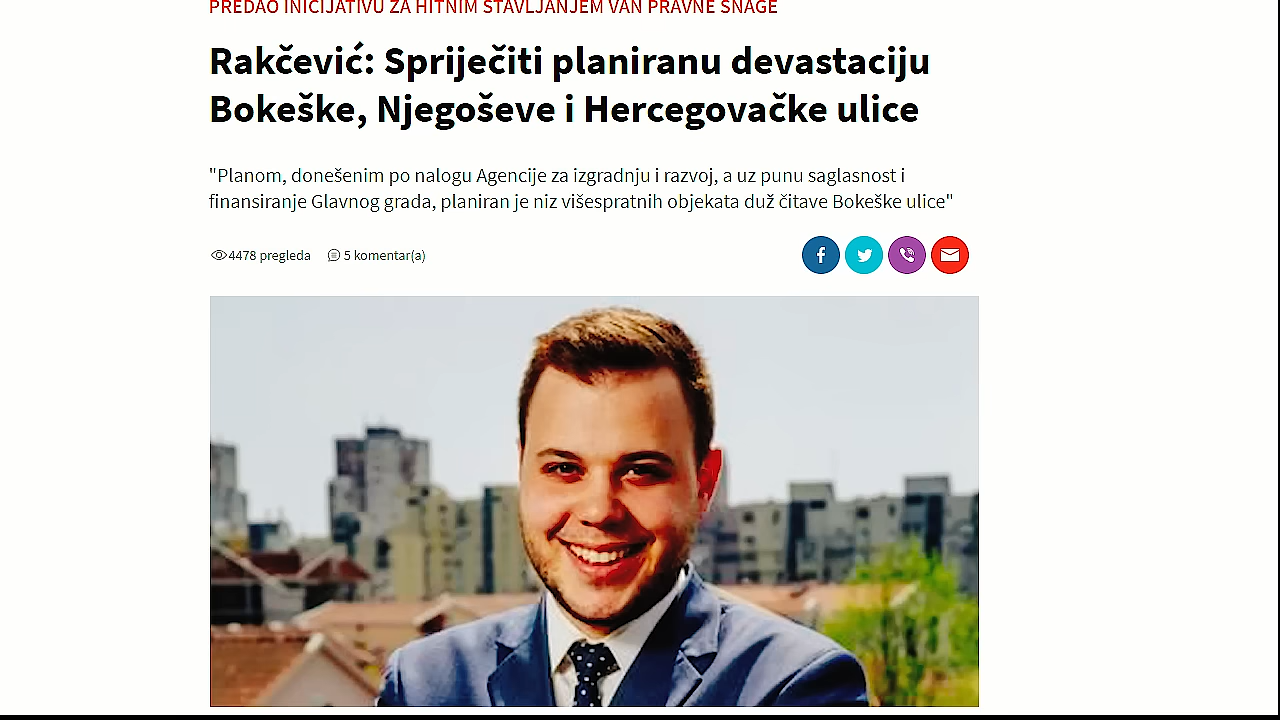 PREDAO INICIJATIVU ZA HITNIM STAVLJANJEM VAN PRAVNE SNAGE
Rakčević: Spriječiti planiranu devastaciju
Bokeške, Njegoševe i Hercegovačke ulice
"Planom, donešenim po nalogu Agencije za izgradnju i razvoj, a uz punu saglasnost i
finansiranje Glavnog grada, planiran je niz višespratnih objekata duž čitave Bokeške ulice"
4478 pregleda 5 komentar(a)